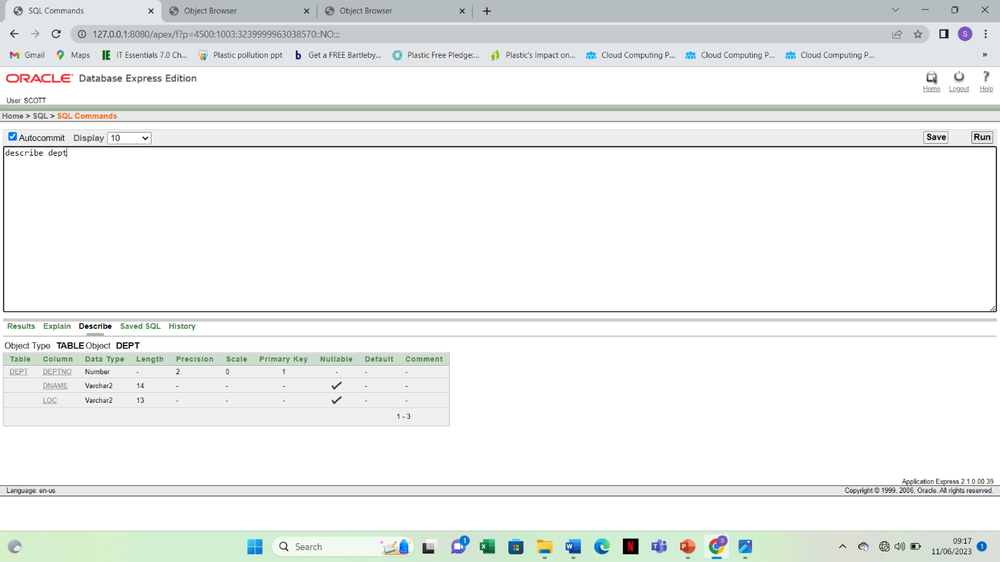 SQL Commands Object Browser Object Browser
127.0.0.1:8080/apex/f?p=4500:1003:3239999963038570::NO:::
S
Gmail Maps IT Essentials 7.0 Ch... Plastic pollution ppt Get a FREE Bartleby... Plastic Free Pledge:... Plastic's Impact on... Cloud Computing P... Cloud Computing P... Cloud Computing P... »
ORACLE Database Express Edition
Home Logout Help
User: SCOTT
Home > SQL > SQL Commands
Autocommit Display 10 Save Run
describe dept
Results Explain Describe Saved SQL History
Object Type TABLE Object DEPT
Table Column Data Type Length Precision Scale Primary Key Nullable Default Comment
DEPT DEPTNO Number - 2 0 1 - - -
DNAME Varchar2 14 - - - ✓ - -
LOC Varchar2 13 - - - ✓ - -
1 - 3
Application Express 2.1.0.00.39
Language: en-us Copyright © 1999, 2006, Oracle. All rights reserved.
Search 09:17
11/06/2023 1